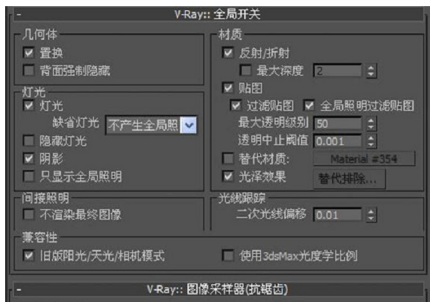 V-Ray:: 全局开关
几何体
置换
背面强制隐藏
灯光
灯光
缺省灯光 不产生全局照
隐藏灯光
阴影
只显示全局照明
间接照明
不渲染最终图像
材质
反射/折射
最大深度 2
贴图
过滤贴图 全局照明过滤贴图
最大透明级别 50
透明中止阈值 0.001
替代材质: Material #354
光泽效果 替代排除...
光线跟踪
二次光线偏移 0.01
兼容性
旧版阳光/天光/相机模式 使用3dsMax光度学比例
V-Ray:: 图像采样器(抗锯齿)